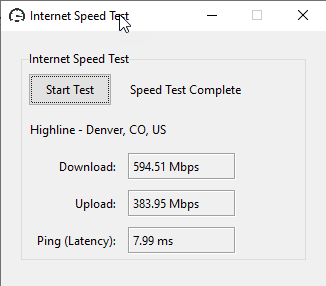 Internet Speed Test
Internet Speed Test
Start Test Speed Test Complete
Highline - Denver, CO, US
Download: 594.51 Mbps
Upload: 383.95 Mbps
Ping (Latency): 7.99 ms